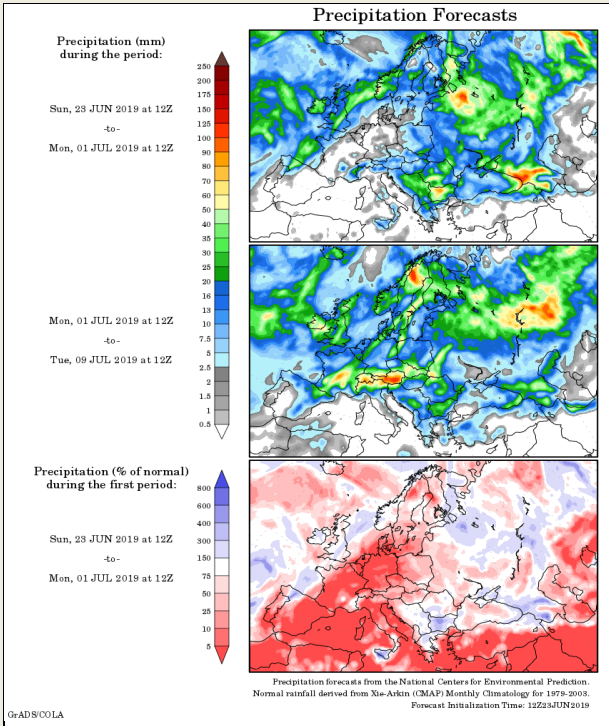 Precipitation Forecasts
Precipitation (mm)
during the period:
Sun, 23 JUN 2019 at 12Z
-to-
Mon, 01 JUL 2019 at 12Z
250
200
175
150
125
100
90
80
70
60
50
40
35
30
25
20
16
13
10
7.5
5
2.5
2
1.5
1
0.5
Mon, 01 JUL 2019 at 12Z
-to-
Tue, 09 JUL 2019 at 12Z
Precipitation (% of normal)
during the first period:
Sun, 23 JUN 2019 at 12Z
-to-
Mon, 01 JUL 2019 at 12Z
800
600
400
300
150
75
50
25
10
5
Precipitation forecasts from the National Centers for Environmental Prediction.
Normal rainfall derived from Xie-Arkin (CMAP) Monthly Climatology for 1979-2003.
Forecast Initialization Time: 12Z23JUN2019
GrADS/COLA